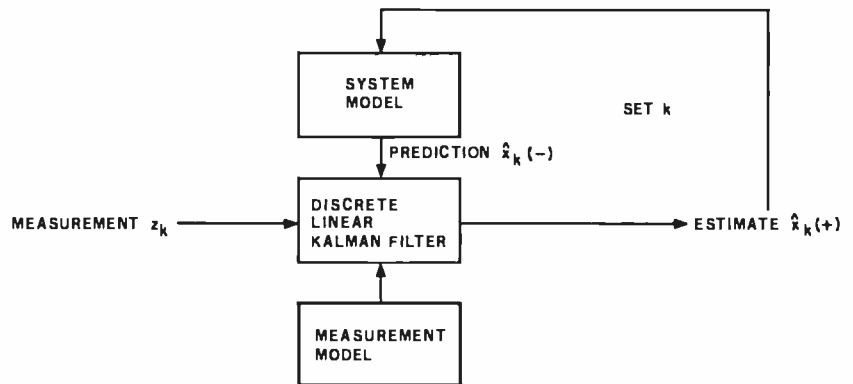 SYSTEM
MODEL
SET k
PREDICTION x̂ₖ(−)
MEASUREMENT zₖ
DISCRETE
LINEAR
KALMAN FILTER
ESTIMATE x̂ₖ(+)
MEASUREMENT
MODEL